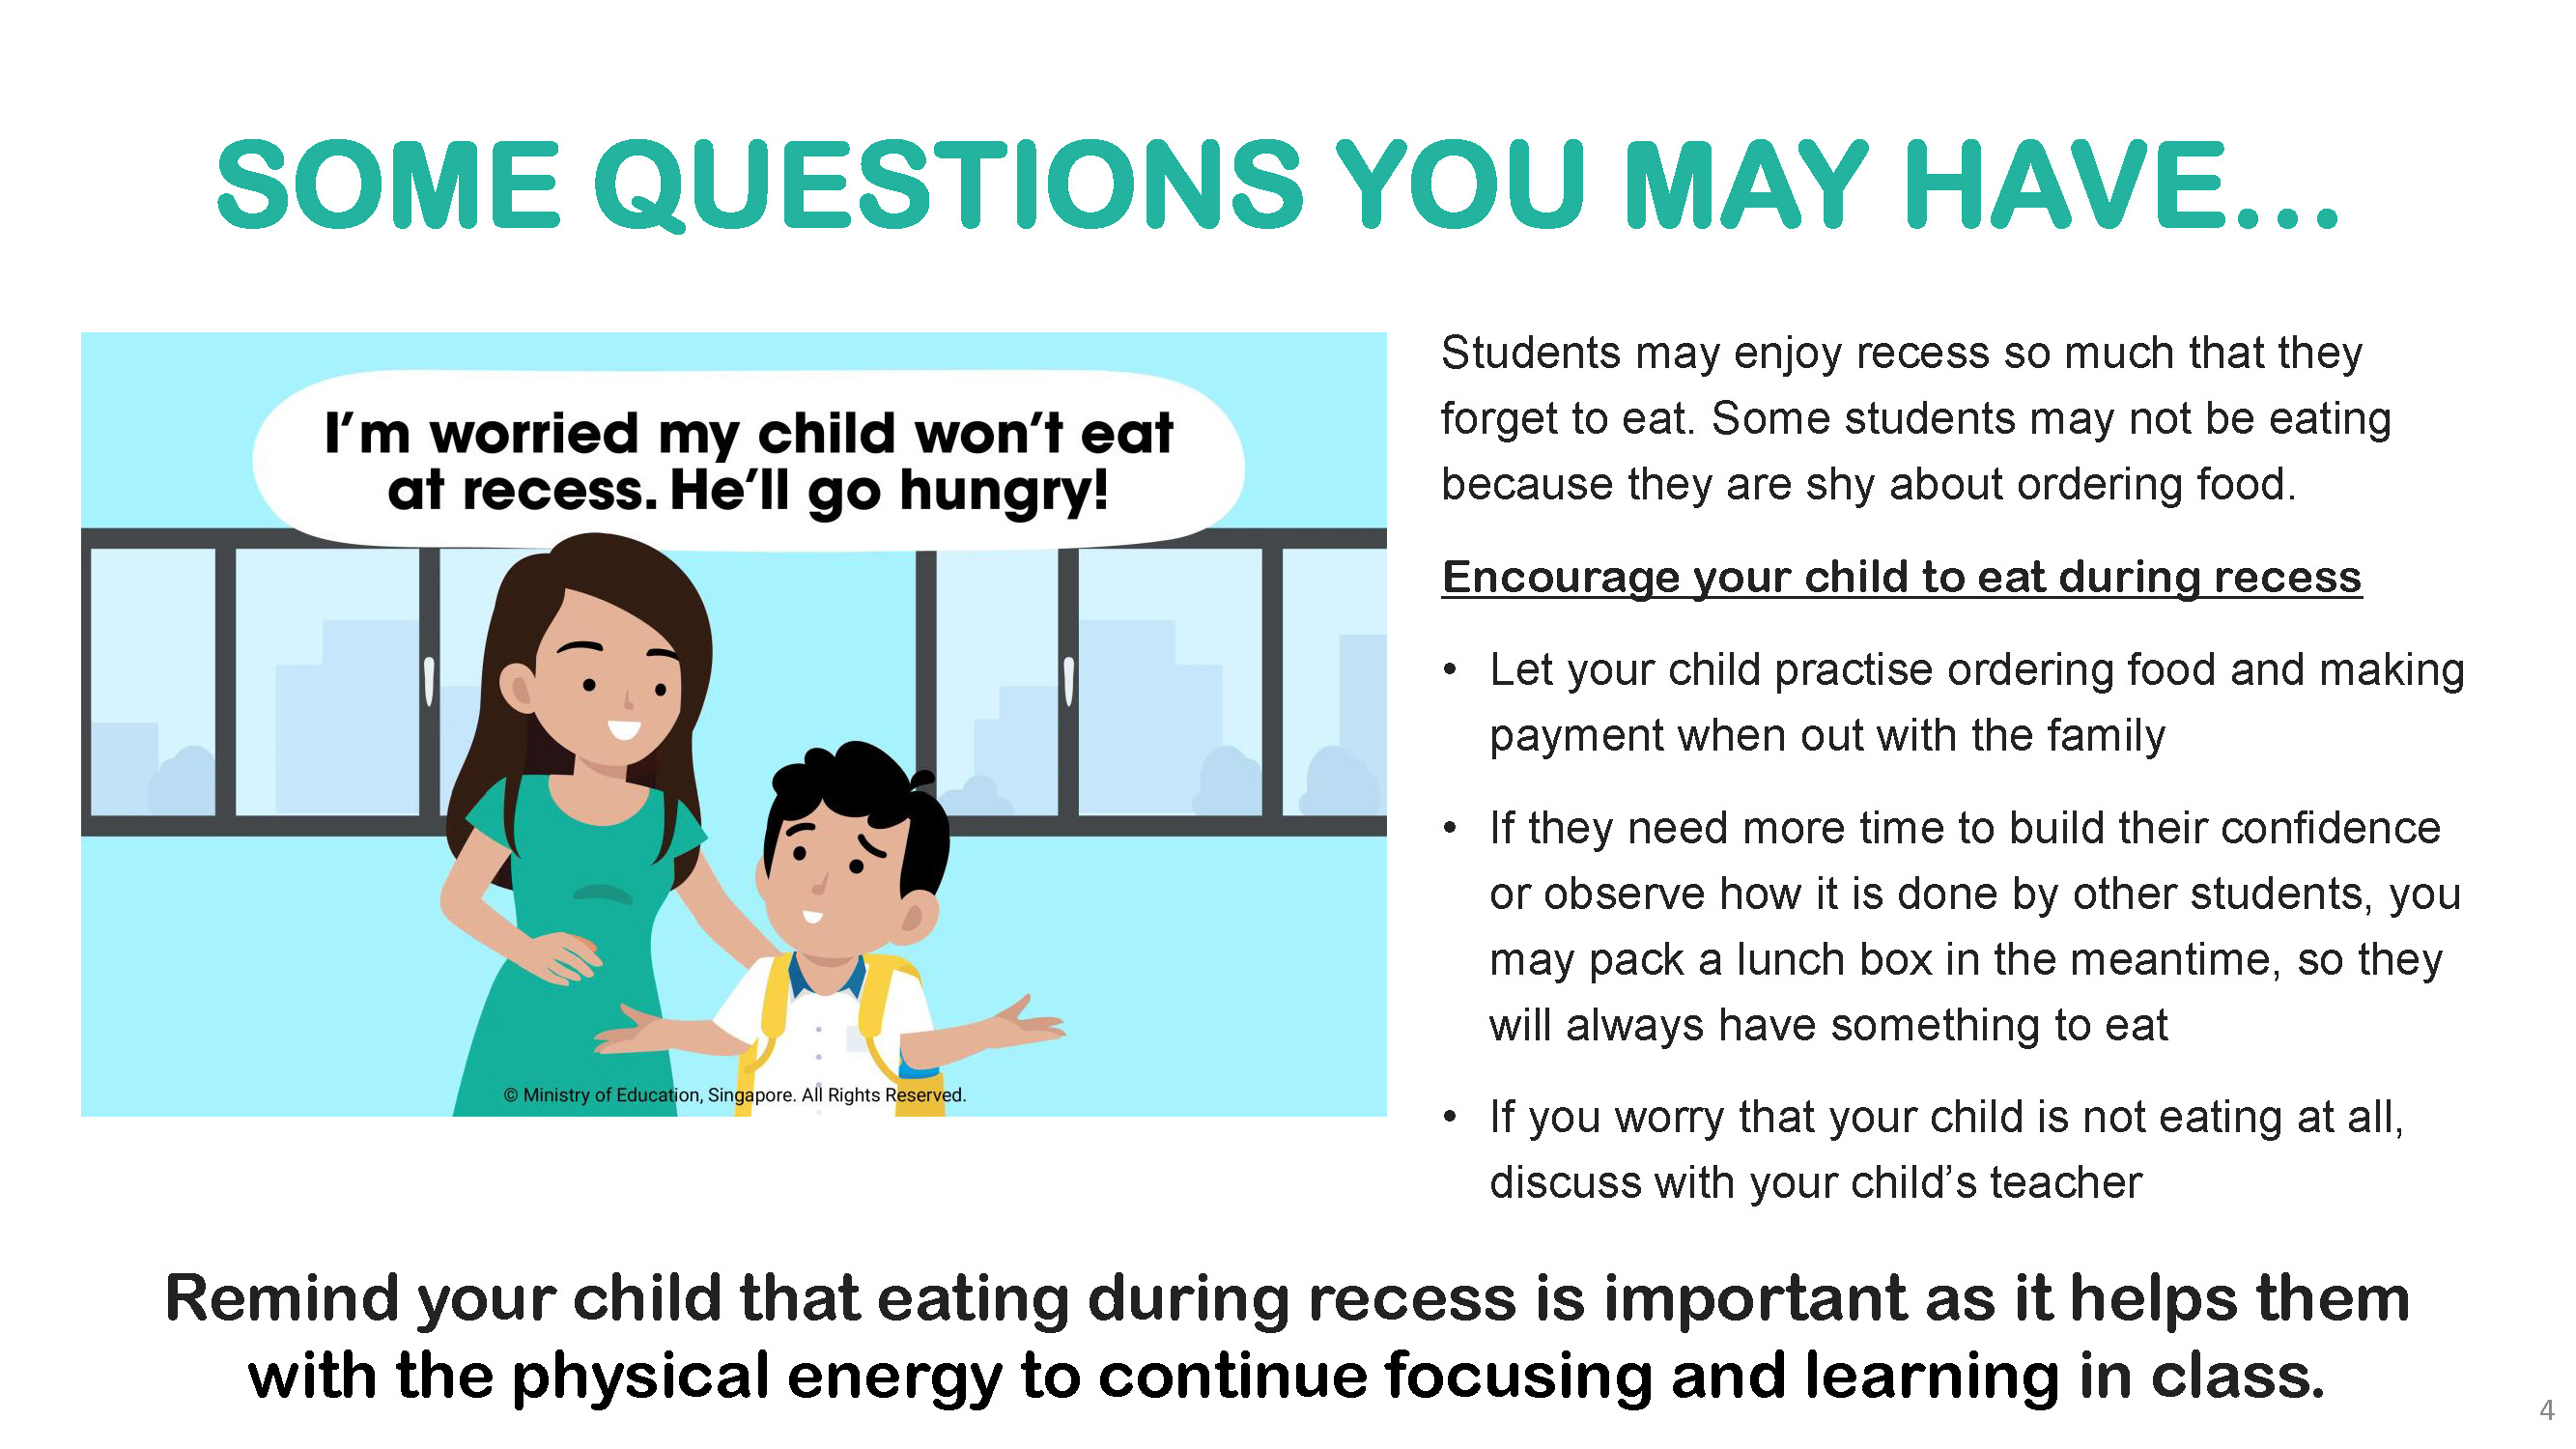 SOME QUESTIONS YOU MAY HAVE...
I'm worried my child won't eat
at recess. He'll go hungry!
© Ministry of Education, Singapore. All Rights Reserved.
Students may enjoy recess so much that they
forget to eat. Some students may not be eating
because they are shy about ordering food.
Encourage your child to eat during recess
• Let your child practise ordering food and making
payment when out with the family
• If they need more time to build their confidence
or observe how it is done by other students, you
may pack a lunch box in the meantime, so they
will always have something to eat
• If you worry that your child is not eating at all,
discuss with your child’s teacher
Remind your child that eating during recess is important as it helps them
with the physical energy to continue focusing and learning in class.
4